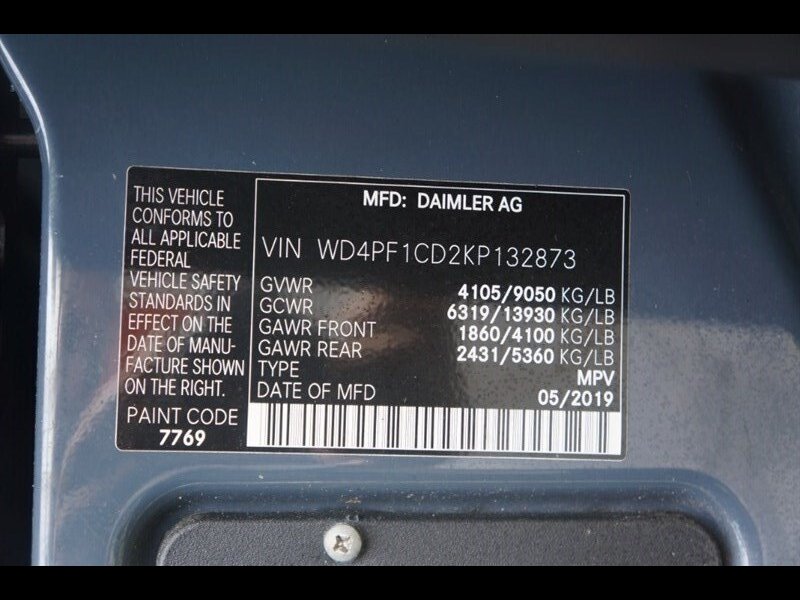 THIS VEHICLE
CONFORMS TO
ALL APPLICABLE
FEDERAL
VEHICLE SAFETY
STANDARDS IN
EFFECT ON THE
DATE OF MANU-
FACTURE SHOWN
ON THE RIGHT.
PAINT CODE
7769
MFD: DAIMLER AG
VIN WD4PF1CD2KP132873
GVWR 4105/9050 KG/LB
GCWR 6319/13930 KG/LB
GAWR FRONT 1860/4100 KG/LB
GAWR REAR 2431/5360 KG/LB
TYPE MPV
DATE OF MFD 05/2019